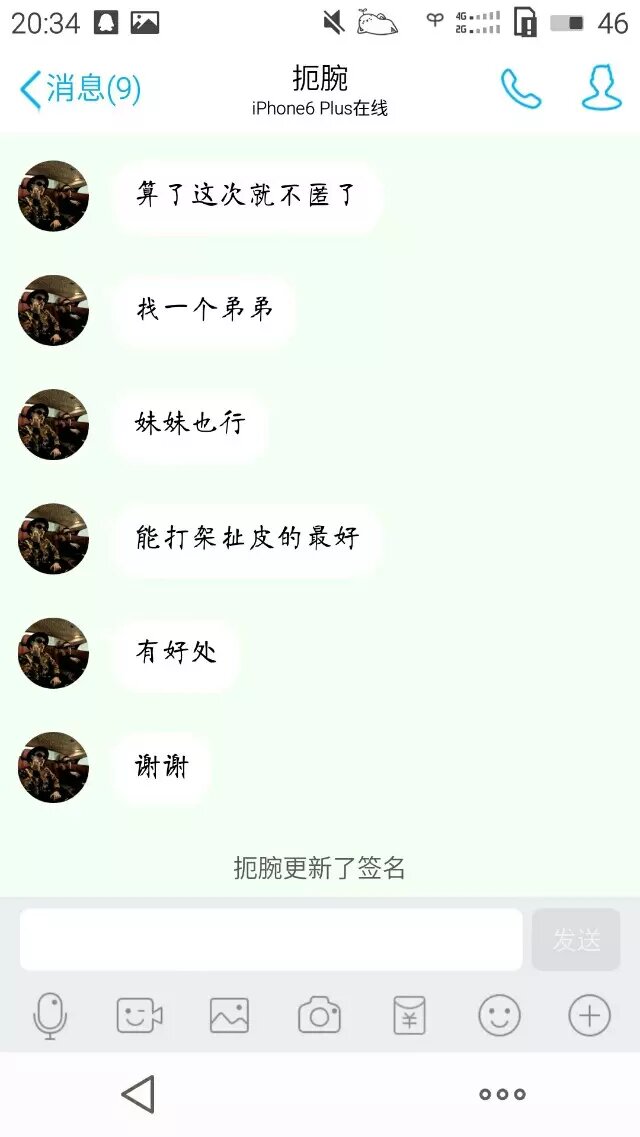 20:34
4G
2G
46
消息(9)
扼腕
iPhone6 Plus在线
算了这次就不匿了
找一个弟弟
妹妹也行
能打架扯皮的最好
有好处
谢谢
扼腕更新了签名
发送